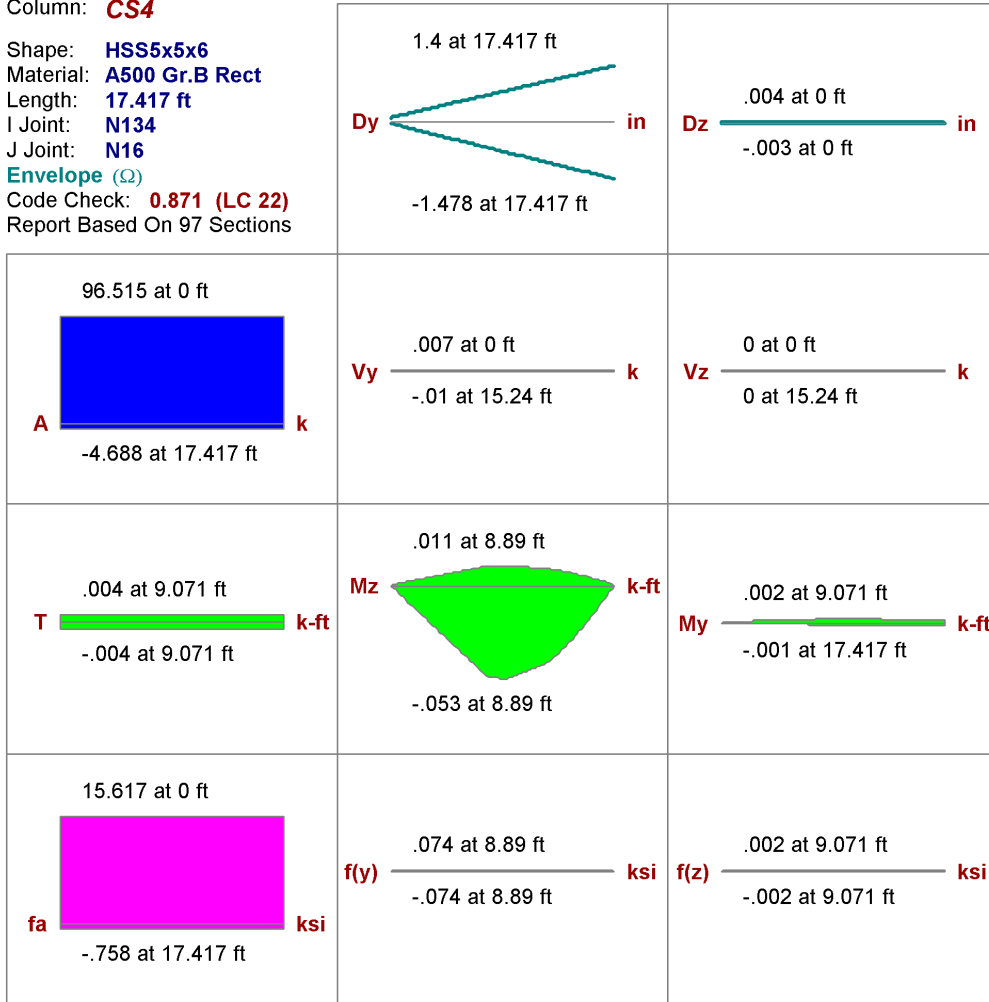 Column: CS4
Shape: HSS5x5x6
Material: A500 Gr.B Rect
Length: 17.417 ft
I Joint: N134
J Joint: N16
Envelope (Ω)
Code Check: 0.871 (LC 22)
Report Based On 97 Sections
1.4 at 17.417 ft
Dy in
-1.478 at 17.417 ft
.004 at 0 ft
Dz in
-.003 at 0 ft
96.515 at 0 ft
A k
-4.688 at 17.417 ft
.007 at 0 ft
Vy k
-.01 at 15.24 ft
0 at 0 ft
Vz k
0 at 15.24 ft
.004 at 9.071 ft
T k-ft
-.004 at 9.071 ft
.011 at 8.89 ft
Mz k-ft
-.053 at 8.89 ft
.002 at 9.071 ft
My k-ft
-.001 at 17.417 ft
15.617 at 0 ft
fa ksi
-.758 at 17.417 ft
.074 at 8.89 ft
f(y) ksi
-.074 at 8.89 ft
.002 at 9.071 ft
f(z) ksi
-.002 at 9.071 ft